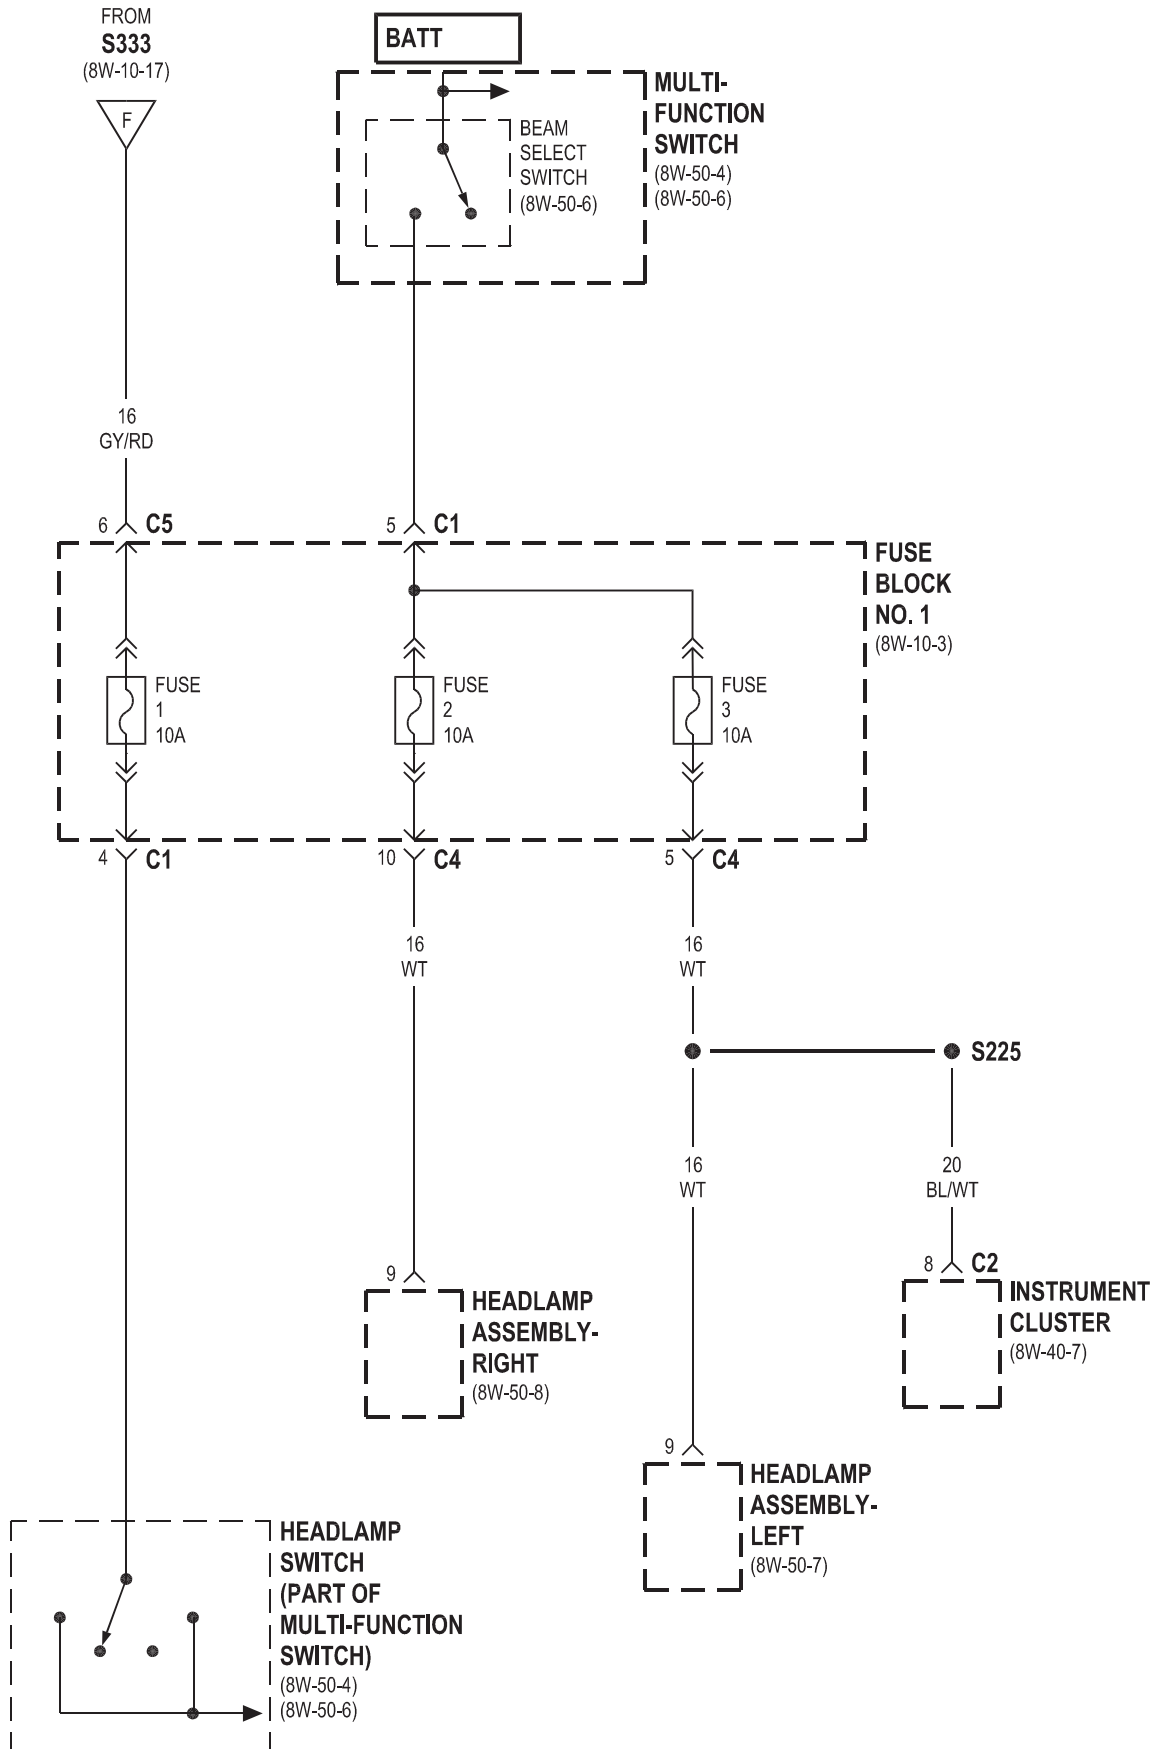 FROM
S333
(8W-10-17)
F
BATT
MULTI-
FUNCTION
SWITCH
(8W-50-4)
(8W-50-6)
BEAM
SELECT
SWITCH
(8W-50-6)
16
GY/RD
6
C5
5
C1
FUSE
BLOCK
NO. 1
(8W-10-3)
FUSE
1
10A
FUSE
2
10A
FUSE
3
10A
4
C1
10
C4
5
C4
16
WT
16
WT
S225
16
WT
20
BL/WT
8
C2
INSTRUMENT
CLUSTER
(8W-40-7)
9
HEADLAMP
ASSEMBLY-
RIGHT
(8W-50-8)
9
HEADLAMP
ASSEMBLY-
LEFT
(8W-50-7)
HEADLAMP
SWITCH
(PART OF
MULTI-FUNCTION
SWITCH)
(8W-50-4)
(8W-50-6)